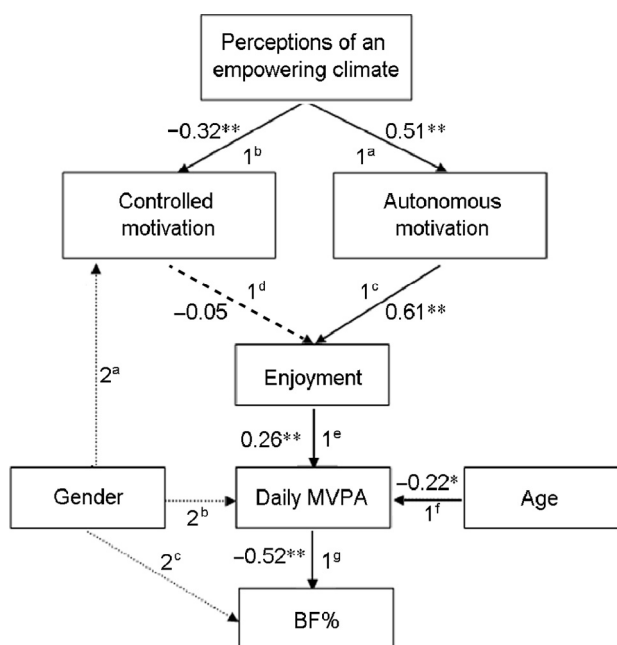 Perceptions of an
empowering climate
−0.32** 0.51**
1ᵇ 1ᵃ
Controlled
motivation
Autonomous
motivation
1ᵈ 1ᶜ
−0.05 0.61**
Enjoyment
2ᵃ
0.26** 1ᵉ
Gender
2ᵇ
Daily MVPA
−0.22*
1ᶠ
Age
2ᶜ
−0.52** 1ᵍ
BF%